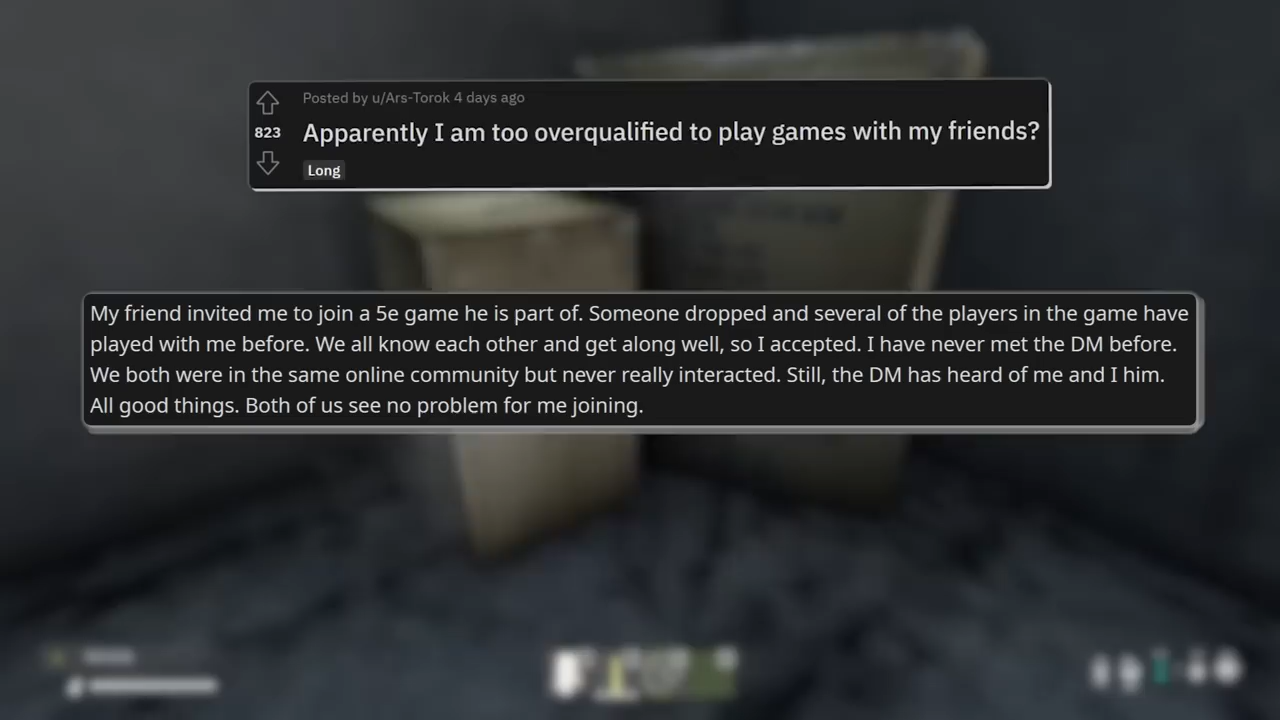 Posted by u/Ars-Torok 4 days ago
823
Apparently I am too overqualified to play games with my friends?
Long
My friend invited me to join a 5e game he is part of. Someone dropped and several of the players in the game have
played with me before. We all know each other and get along well, so I accepted. I have never met the DM before.
We both were in the same online community but never really interacted. Still, the DM has heard of me and I him.
All good things. Both of us see no problem for me joining.